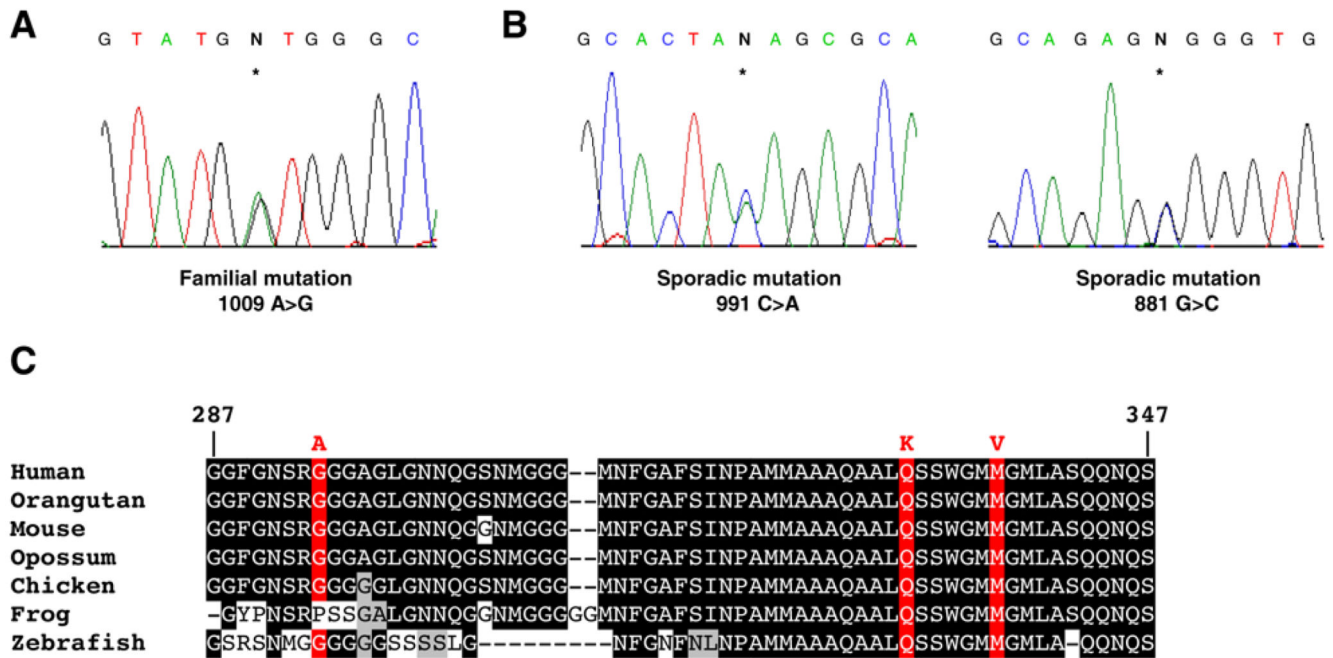 A
B
G T A T G N T G G G C
G C A C T A N A G C G C A
G C A G A G N G G G T G
*
*
*
Familial mutation
1009 A>G
Sporadic mutation
991 C>A
Sporadic mutation
881 G>C
C
287 347
A K V
Human GGFGNSRGGGAGLGNNQGSNMGGG--MNFGAFSINPAMMAAAQAALQSSWGMMGMLASQQNQS
Orangutan GGFGNSRGGGAGLGNNQGSNMGGG--MNFGAFSINPAMMAAAQAALQSSWGMMGMLASQQNQS
Mouse GGFGNSRGGGAGLGNNQGGNMGGG--MNFGAFSINPAMMAAAQAALQSSWGMMGMLASQQNQS
Opossum GGFGNSRGGGAGLGNNQGSNMGGG--MNFGAFSINPAMMAAAQAALQSSWGMMGMLASQQNQS
Chicken GGFGNSRGGGGGLGNNQGSNMGGG--MNFGAFSINPAMMAAAQAALQSSWGMMGMLASQQNQS
Frog -GYPNSRPSSGALGNNQGGNMGGGGGMNFGAFSINPAMMAAAQAALQSSWGMMGMLASQQNQS
Zebrafish GSRSNMGGGGGGSSSSLG---------NFGNFNLNPAMMAAAQAALQSSWGMMGMLA-QQNQS